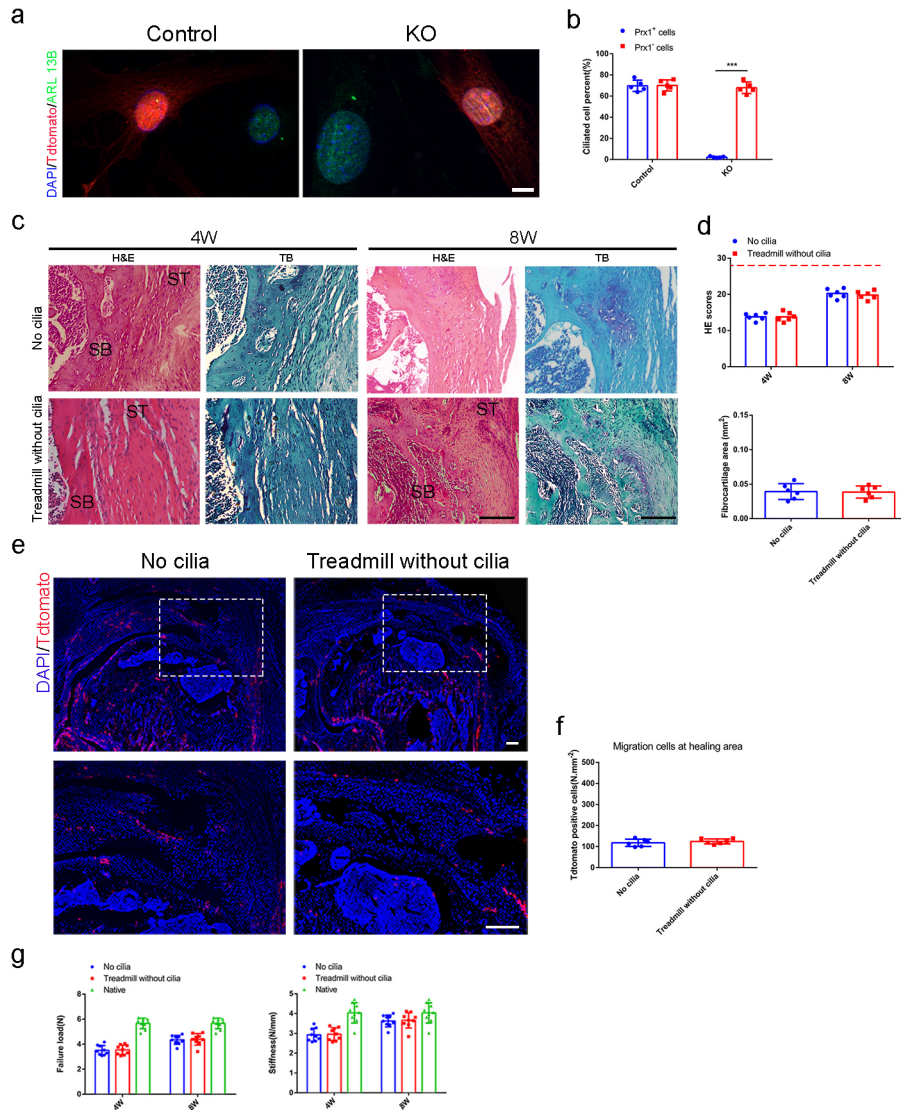 a
Control
KO
DAPI/Tdtomato/ARL 13B
b
Prx1+ cells
Prx1- cells
Ciliated cell percent(%)
100
80
60
40
20
0
***
Control
KO
c
4W
8W
H&E
TB
H&E
TB
No cilia
ST
SB
Treadmill without cilia
ST
SB
ST
SB
d
No cilia
Treadmill without cilia
HE scores
30
20
10
0
4W
8W
Fibrocartilage area (mm²)
0.15
0.10
0.05
0.00
No cilia
Treadmill without cilia
e
No cilia
Treadmill without cilia
DAPI/Tdtomato
f
Migration cells at healing area
Tdtomato positive cells(N.mm-2)
500
400
300
200
100
0
No cilia
Treadmill without cilia
g
No cilia
Treadmill without cilia
Native
Failure load(N)
8
6
4
2
0
4W
8W
No cilia
Treadmill without cilia
Native
Stiffness(N/mm)
5
4
3
2
1
0
4W
8W